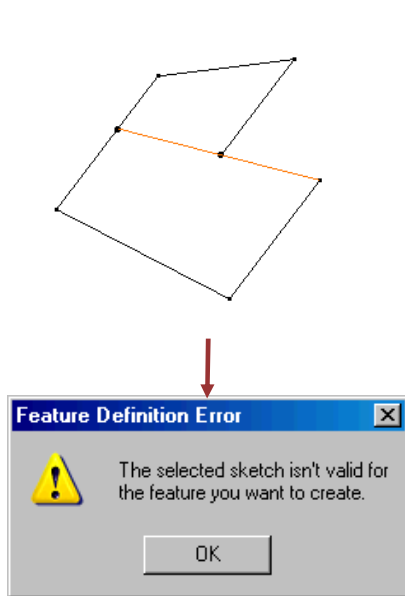 Feature Definition Error
The selected sketch isn't valid for
the feature you want to create.
OK